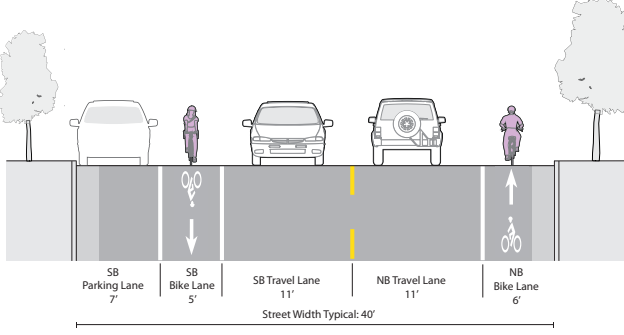 SB
Parking Lane
7’
SB
Bike Lane
5’
SB Travel Lane
11’
NB Travel Lane
11’
NB
Bike Lane
6’
Street Width Typical: 40’